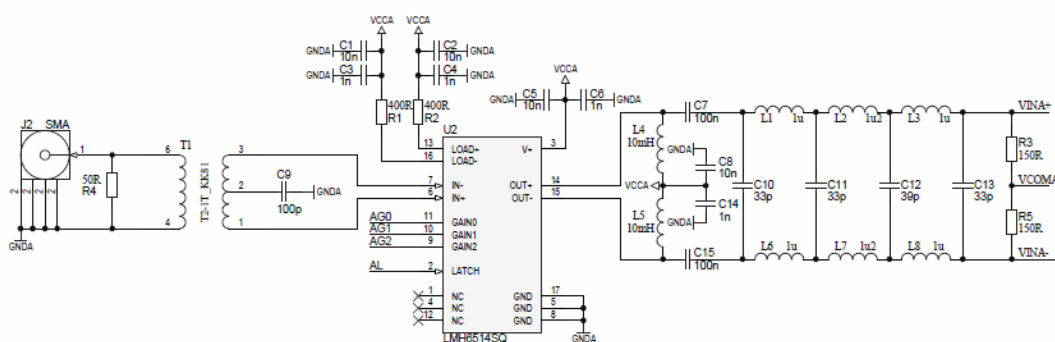 VCCA VCCA
GNDA C1 10n C2 10n GNDA
GNDA C3 1n C4 1n GNDA
VCCA
GNDA C5 10n C6 1n GNDA
400R R1 400R R2
J2 SMA
1
2 2 2 2
GNDA
50R R4
T1
6 4
T2-1T_KK81
3 2 1
C9 100p GNDA
U2
13 LOAD+
16 LOAD-
7 IN-
6 IN+
AG0 11 GAIN0
AG1 10 GAIN1
AG2 9 GAIN2
AL 2 LATCH
1 NC
4 NC
12 NC
V+ 3
OUT+ 14
OUT- 15
GND 17
GND 5
GND 8
GNDA
LMH6514SQ
L4 10mH
GNDA C8 10n
VCCA
GNDA C14 1n
L5 10mH
C7 100n
C15 100n
L1 1u L2 1u2 L3 1u
C10 33p C11 33p C12 39p C13 33p
L6 1u L7 1u2 L8 1u
VINA+
R3 150R
VCOMA
R5 150R
VINA-